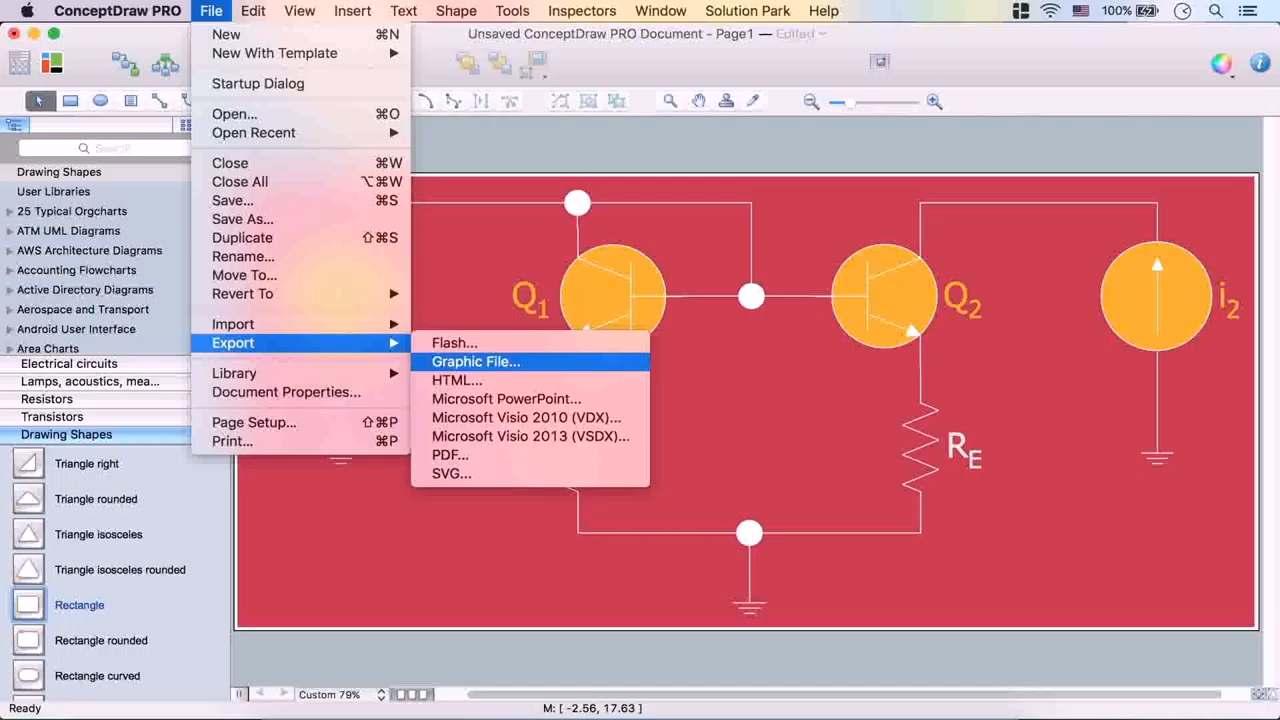 ConceptDraw PRO File Edit View Insert Text Shape Tools Inspectors Window Solution Park Help 100%
Unsaved ConceptDraw PRO Document - Page1 — Edited
New ⌘N
New With Template
Startup Dialog
Open... ⌘O
Open Recent
Close ⌘W
Close All ⌥⌘W
Save... ⌘S
Save As...
Duplicate ⇧⌘S
Rename...
Move To...
Revert To
Import
Export
Library
Document Properties...
Page Setup... ⇧⌘P
Print... ⌘P
Flash...
Graphic File...
HTML...
Microsoft PowerPoint...
Microsoft Visio 2010 (VDX)...
Microsoft Visio 2013 (VSDX)...
PDF...
SVG...
Search
Drawing Shapes
User Libraries
25 Typical Orgcharts
ATM UML Diagrams
AWS Architecture Diagrams
Accounting Flowcharts
Active Directory Diagrams
Aerospace and Transport
Android User Interface
Area Charts
Electrical circuits
Lamps, acoustics, mea...
Resistors
Transistors
Drawing Shapes
Triangle right
Triangle rounded
Triangle isosceles
Triangle isosceles rounded
Rectangle
Rectangle rounded
Rectangle curved
Q1
Q2
i2
RE
Custom 79%
Ready
M: [ -2.56, 17.63 ]